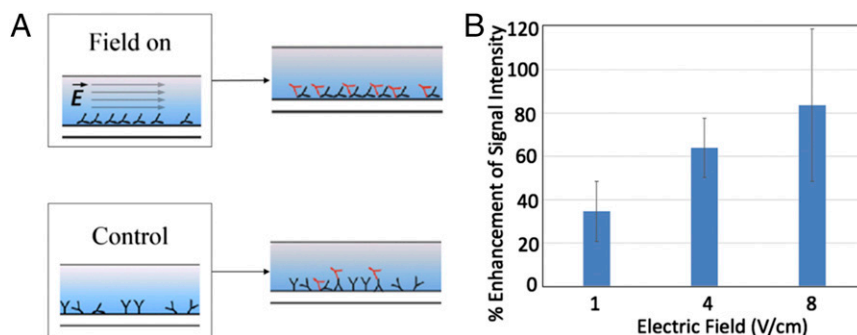 A
Field on
E
Control
B
% Enhancement of Signal Intensity
120
100
80
60
40
20
0
1 4 8
Electric Field (V/cm)